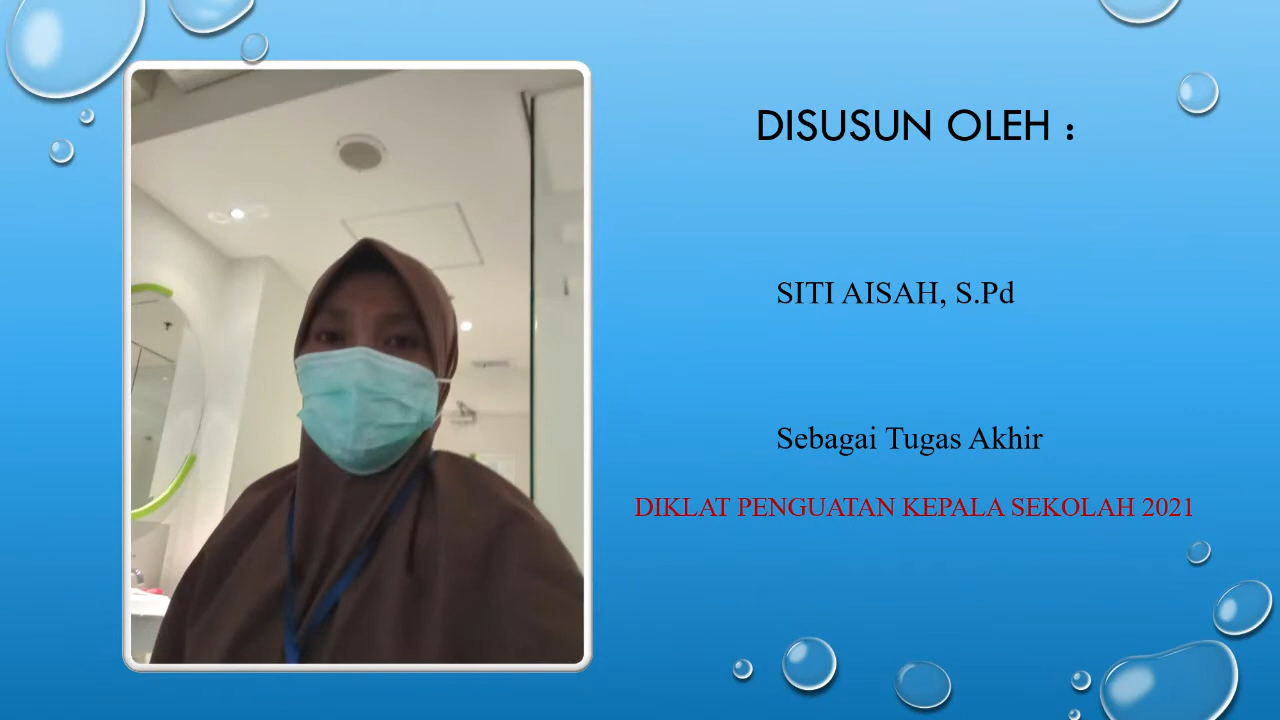 DISUSUN OLEH :
SITI AISAH, S.Pd
Sebagai Tugas Akhir
DIKLAT PENGUATAN KEPALA SEKOLAH 2021